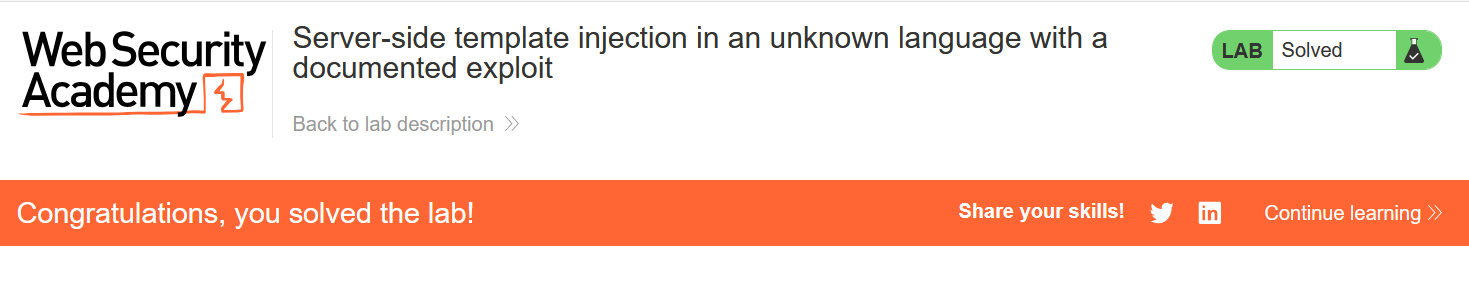 Web Security
Academy
Server-side template injection in an unknown language with a
documented exploit
Back to lab description
LAB Solved
Congratulations, you solved the lab!
Share your skills!
in
Continue learning